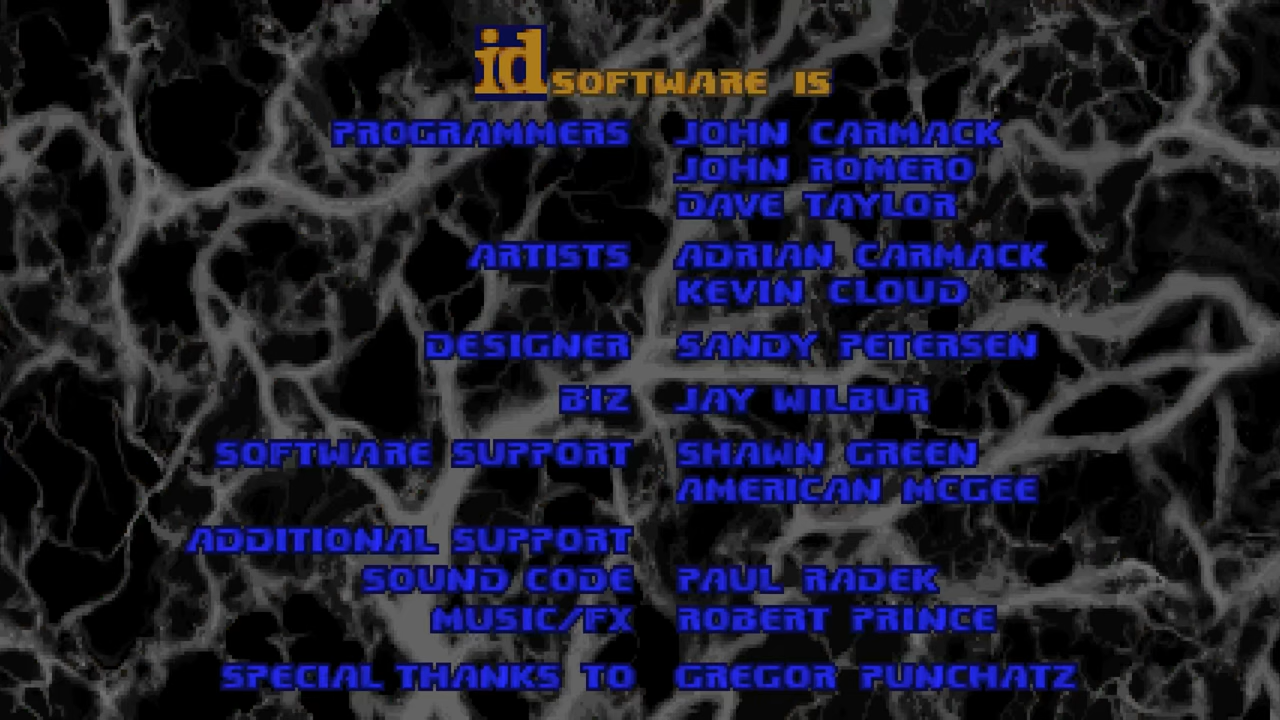 id SOFTWARE IS
PROGRAMMERS JOHN CARMACK
JOHN ROMERO
DAVE TAYLOR
ARTISTS ADRIAN CARMACK
KEVIN CLOUD
DESIGNER SANDY PETERSEN
BIZ JAY WILBUR
SOFTWARE SUPPORT SHAWN GREEN
AMERICAN MCGEE
ADDITIONAL SUPPORT
SOUND CODE PAUL RADEK
MUSIC/FX ROBERT PRINCE
SPECIAL THANKS TO GREGOR PUNCHATZ